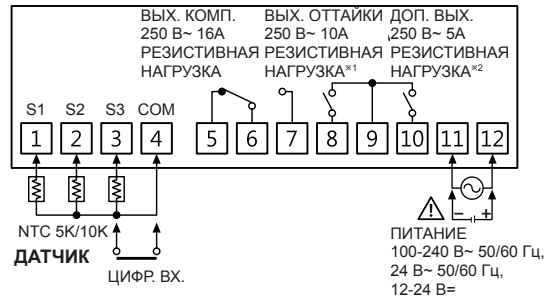 ВЫХ. КОМП. ВЫХ. ОТТАЙКИ ДОП. ВЫХ.
250 В~ 16А 250 В~ 10А 250 В~ 5А
РЕЗИСТИВНАЯ РЕЗИСТИВНАЯ РЕЗИСТИВНАЯ
НАГРУЗКА НАГРУЗКА※1 НАГРУЗКА※2
S1 S2 S3 COM
1 2 3 4 5 6 7 8 9 10 11 12
NTC 5K/10K
ДАТЧИК
ЦИФР. ВХ.
− +
ПИТАНИЕ
100-240 В~ 50/60 Гц,
24 В~ 50/60 Гц,
12-24 В=